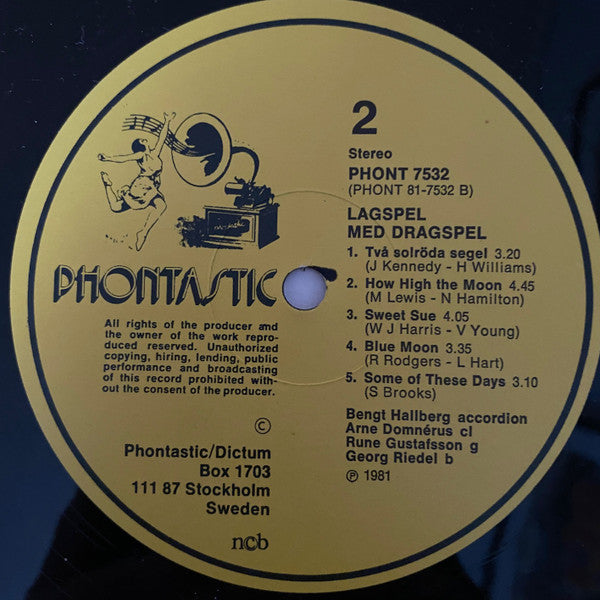 2
Stereo
PHONT 7532
(PHONT 81-7532 B)
LAGSPEL
MED DRAGSPEL
1. Två solröda segel 3.20
(J Kennedy - H Williams)
2. How High the Moon 4.45
(M Lewis - N Hamilton)
3. Sweet Sue 4.05
(W J Harris - V Young)
4. Blue Moon 3.35
(R Rodgers - L Hart)
5. Some of These Days 3.10
(S Brooks)
Bengt Hallberg accordion
Arne Domnérus cl
Rune Gustafsson g
Georg Riedel b
℗ 1981
PHONTASTIC
All rights of the producer and
the owner of the work repro-
duced reserved. Unauthorized
copying, hiring, lending, public
performance and broadcasting
of this record prohibited with-
out the consent of the producer.
©
Phontastic/Dictum
Box 1703
111 87 Stockholm
Sweden
ncb